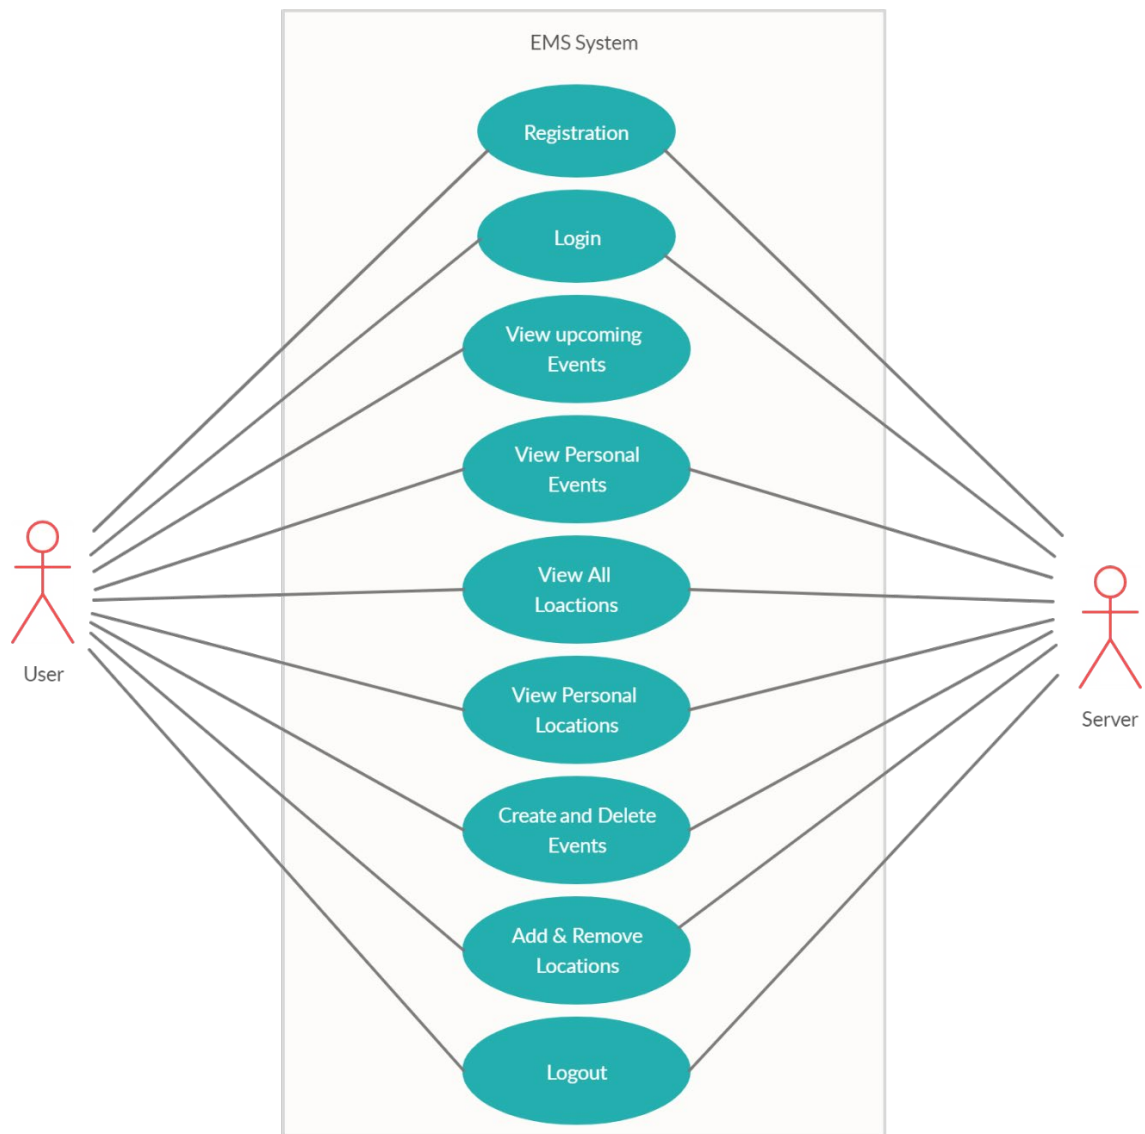 EMS System
Registration
Login
View upcoming
Events
View Personal
Events
View All
Loactions
View Personal
Locations
Create and Delete
Events
Add & Remove
Locations
Logout
User
Server